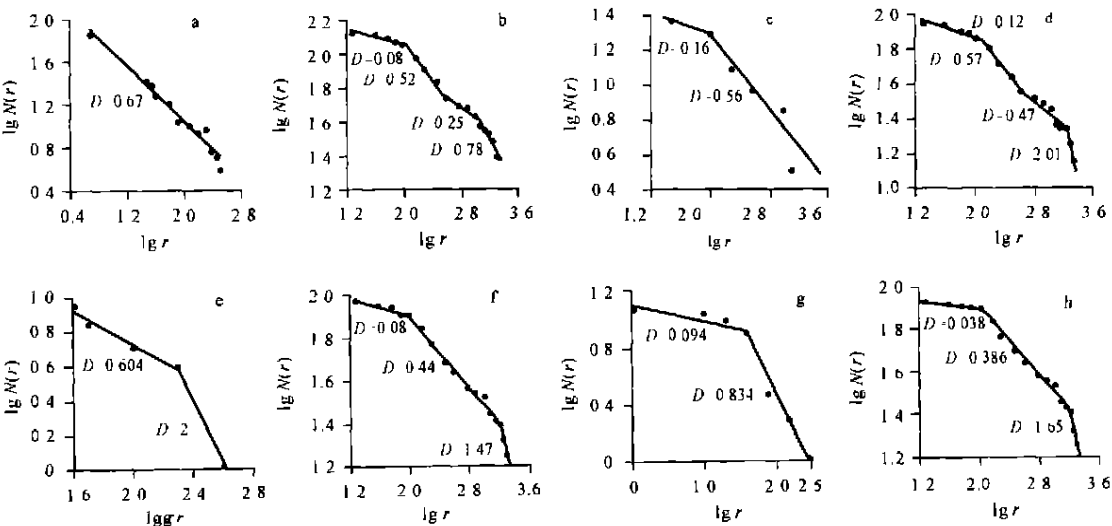 a
2 0
1 6
1 2
0 8
0 4
lg N(r)
D 0.67
0.4 1 2 2 0 2 8
lg r
b
2 2
2.0
1 8
1.6
1.4
1 2
lg N(r)
D -0.08
D 0.52
D 0.25
D 0.78
1 2 2 0 2 8 3 6
lg r
c
1 4
1 2
1.0
0 8
0 6
0 4
lg N(r)
D - 0.16
D -0.56
1 2 2 0 3 0 4 0
lg r
d
2.0
1.8
1 6
1.4
1 2
1.0
lg N(r)
D 0.12
D 0.57
D -0.47
D 2.01
1 2 2 0 2 8 3 6
lg r
e
1 0
0 8
0.6
0.4
0 2
0
lg N(r)
D 0 604
D 2
1 6 2 0 2 4 2 8
lggr r
f
2.0
1.8
1.6
1.4
1.2
lg N(r)
D =0.08
D 0.44
D 1.47
1 2 2 0 2 8 3.6
lg r
g
1.2
0.8
0 4
0
lg N(r)
D 0 094
D 0 834
0 1 0 2 0 2 5
lg r
h
2.0
1.8
1 6
1 4
1.2
lg N(r)
D =0.038
D 0.386
D 1.65
1 2 2 0 2 8 3.6
lg r